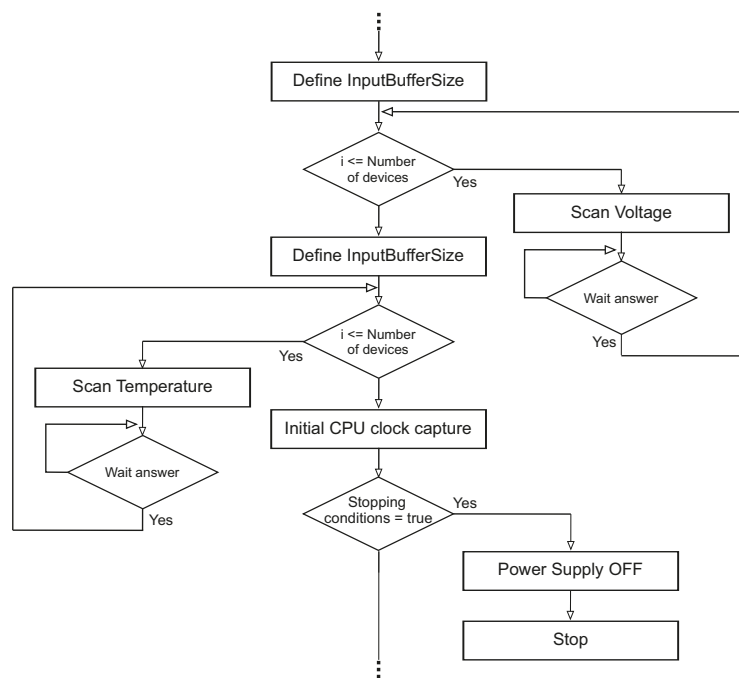 Define InputBufferSize
i <= Number
of devices
Yes
Scan Voltage
Define InputBufferSize
Wait answer
Yes
i <= Number
of devices
Yes
Scan Temperature
Initial CPU clock capture
Wait answer
Yes
Stopping
conditions = true
Yes
Power Supply OFF
Stop